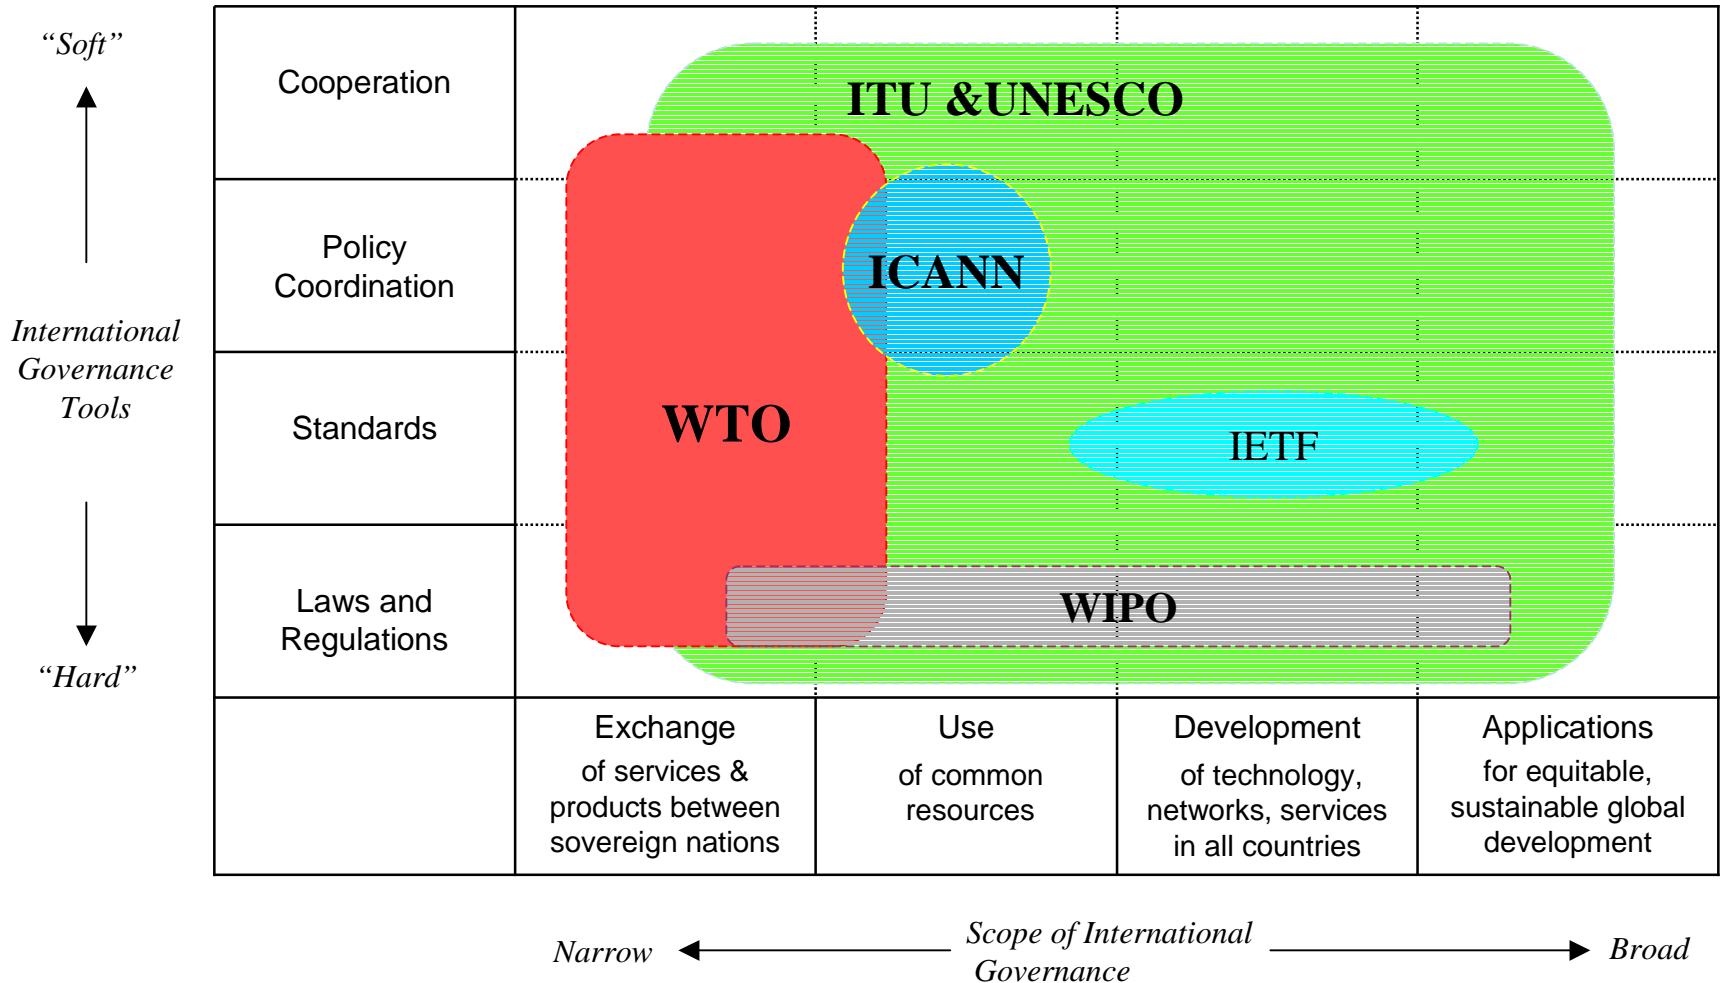 “Soft”
Cooperation
ITU &UNESCO
Policy
Coordination
ICANN
International
Governance
Tools
Standards
WTO
IETF
Laws and
Regulations
WIPO
“Hard”
Exchange
of services &
products between
sovereign nations
Use
of common
resources
Development
of technology,
networks, services
in all countries
Applications
for equitable,
sustainable global
development
Narrow
Scope of International
Governance
Broad